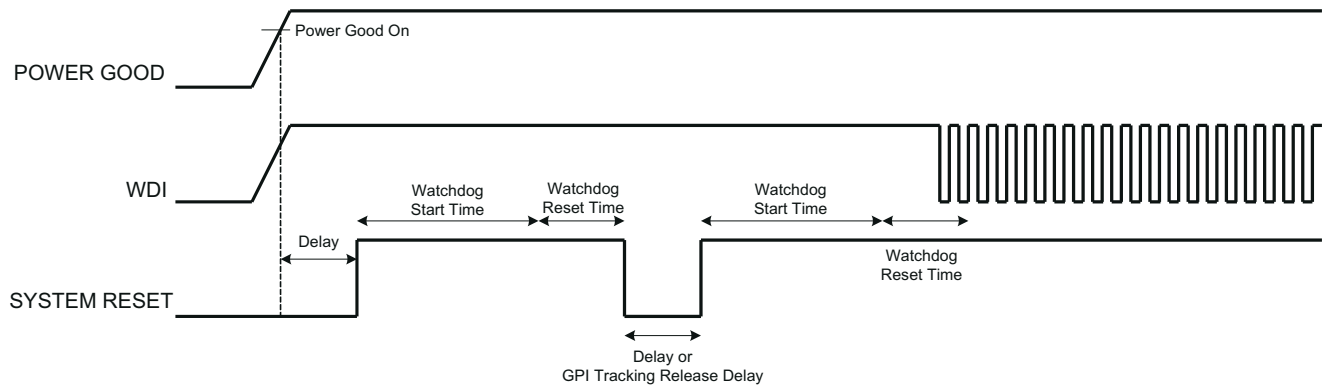 Power Good On
POWER GOOD
WDI
Watchdog
Start Time
Watchdog
Reset Time
Watchdog
Start Time
Delay
Watchdog
Reset Time
SYSTEM RESET
Delay or
GPI Tracking Release Delay